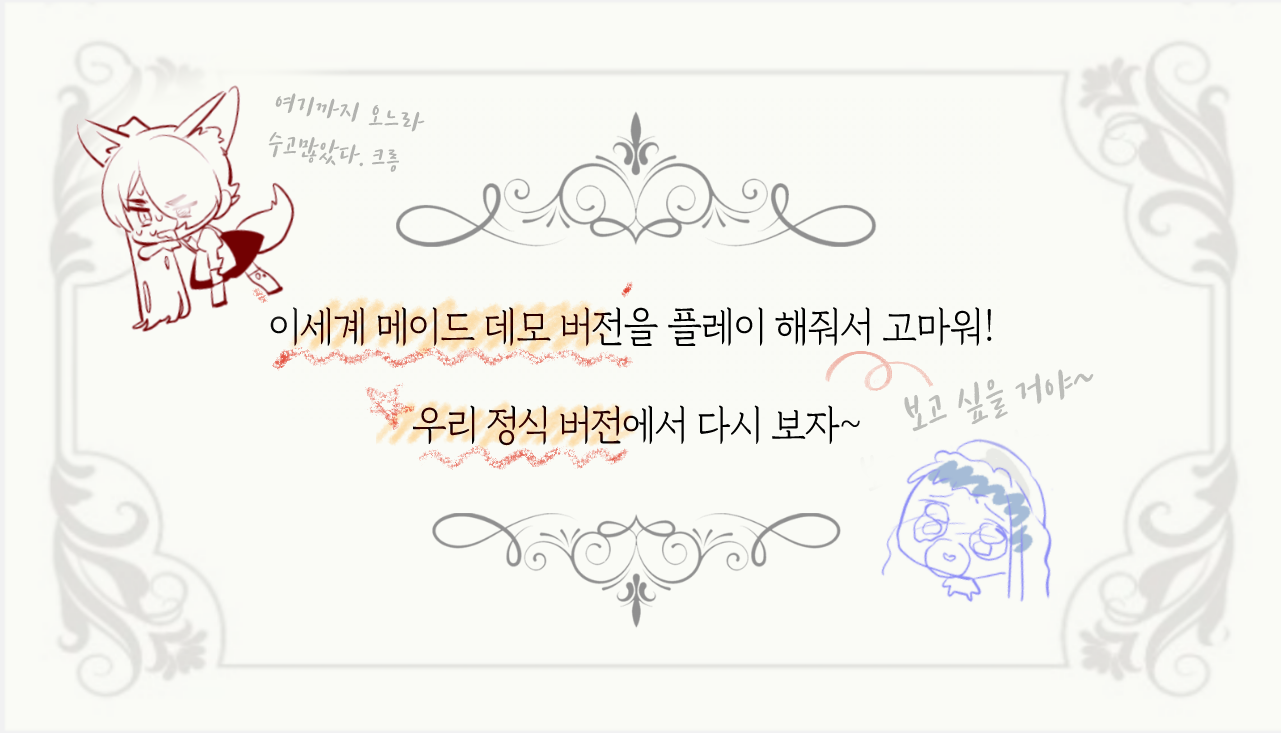 여기까지 오느라
수고많았다. 크릉
이세계 메이드 데모 버전을 플레이 해줘서 고마워!
보고 싶을 거야~
우리 정식 버전에서 다시 보자~